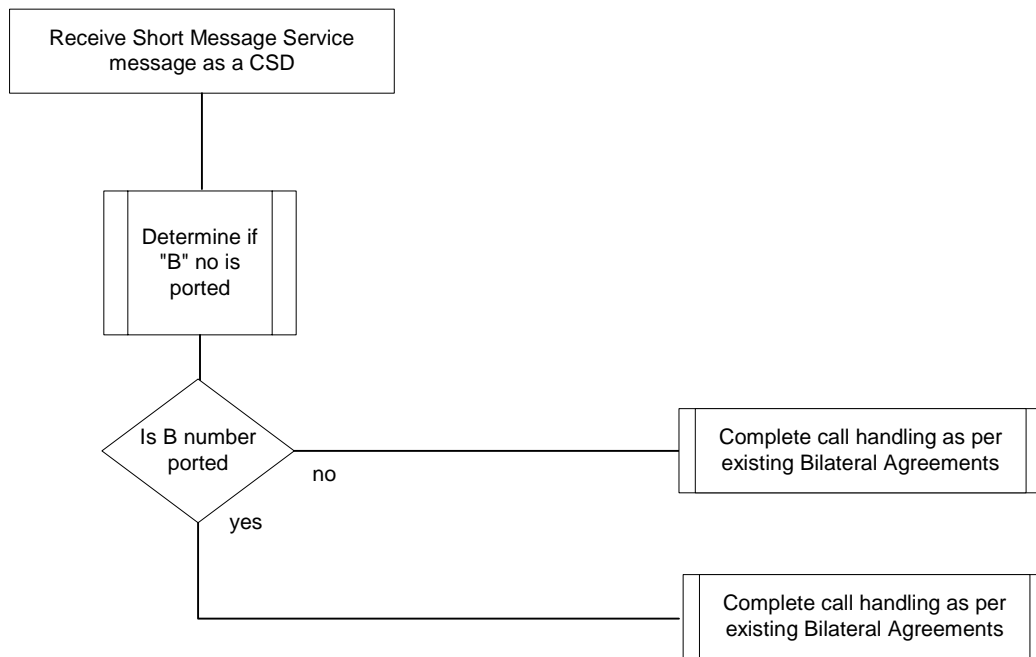 Receive Short Message Service
message as a CSD
Determine if
"B" no is
ported
Is B number
ported
no
yes
Complete call handling as per
existing Bilateral Agreements
Complete call handling as per
existing Bilateral Agreements